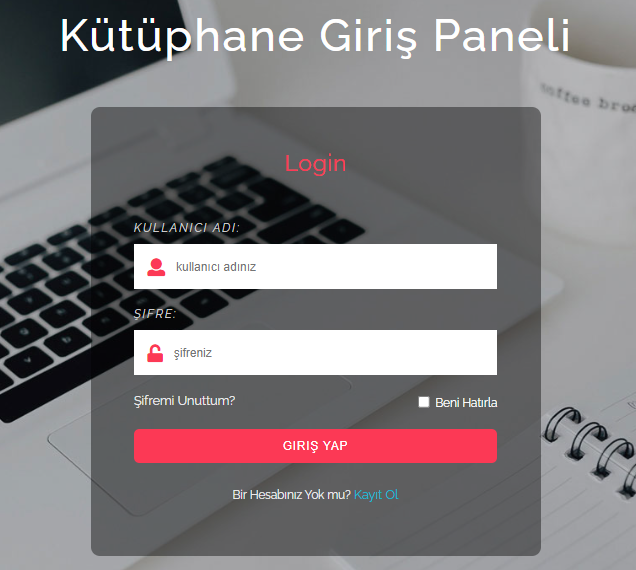 Kütüphane Giriş Paneli
coffee
Login
KULLANICI ADI:
kullanıcı adınız
ŞIFRE:
şifreniz
Şifremi Unuttum?
Beni Hatırla
GIRIŞ YAP
Bir Hesabınız Yok mu? Kayıt Ol